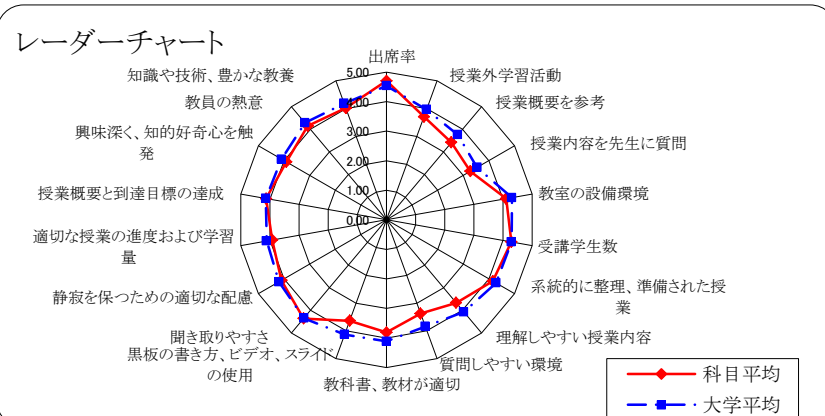 レーダーチャート
出席率
授業外学習活動
授業概要を参考
授業内容を先生に質問
教室の設備環境
受講学生数
系統的に整理、準備された授
業
理解しやすい授業内容
質問しやすい環境
教科書、教材が適切
黒板の書き方、ビデオ、スライド
の使用
聞き取りやすさ
静寂を保つための適切な配慮
適切な授業の進度および学習
量
授業概要と到達目標の達成
興味深く、知的好奇心を触
発
教員の熱意
知識や技術、豊かな教養
5.00
4.00
3.00
2.00
1.00
0.00
科目平均
大学平均